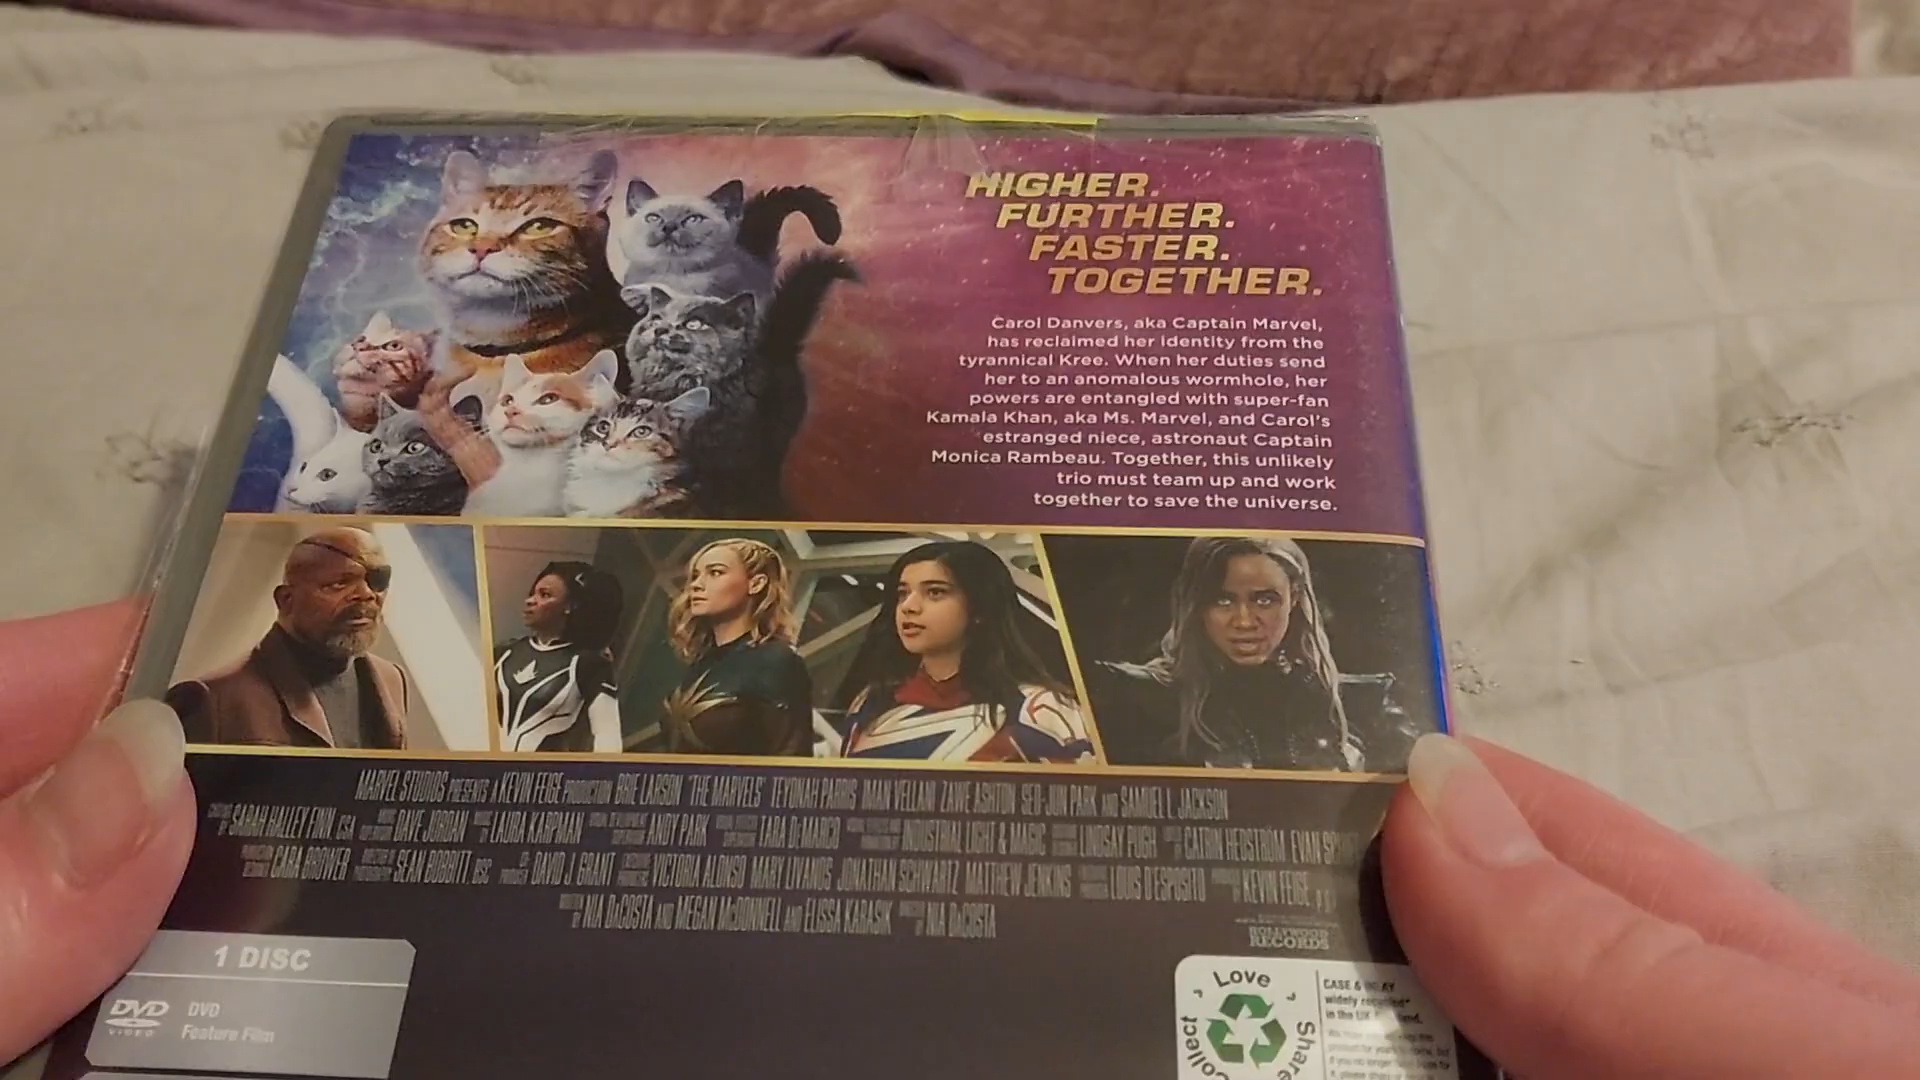 HIGHER.
FURTHER.
FASTER.
TOGETHER.
Carol Danvers, aka Captain Marvel,
has reclaimed her identity from the
tyrannical Kree. When her duties send
her to an anomalous wormhole, her
powers are entangled with super-fan
Kamala Khan, aka Ms. Marvel, and Carol's
estranged niece, astronaut Captain
Monica Rambeau. Together, this unlikely
trio must team up and work
together to save the universe.
MARVEL STUDIOS PRESENTS A KEVIN FEIGE PRODUCTION BRIE LARSON "THE MARVELS" TEYONAH PARRIS IMAN VELLANI ZAWE ASHTON SEO-JUN PARK AND SAMUEL L. JACKSON
SARAH HALLEY FINN, CSA DAVE JORDAN LAURA KARPMAN ANDY PARK TARA DeMARCO INDUSTRIAL LIGHT & MAGIC LINDSAY PUGH CATRIN HEDSTRÖM EVAN
CARA BROWER SEAN BOBBITT, BSC DAVID J. GRANT VICTORIA ALONSO MARY LIVANOS JONATHAN SCHWARTZ MATTHEW JENKINS LOUIS D'ESPOSITO KEVIN FEIGE, p.g.
NIA DaCOSTA AND MEGAN McDONNELL AND ELISSA KARASIK NIA DaCOSTA
HOLLYWOOD
RECORDS
1 DISC
DVD
VIDEO
DVD
Feature Film
Love
Collect
Share
CASE &
widely recycled*
in the UK